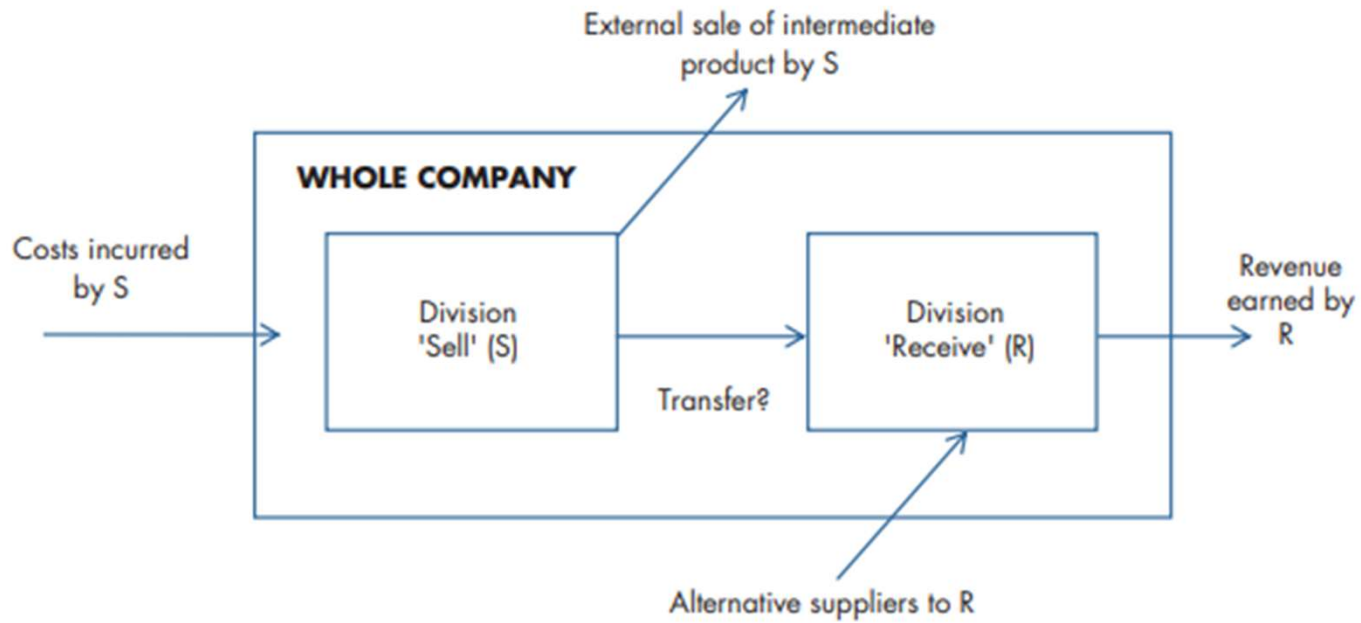 External sale of intermediate
product by S
WHOLE COMPANY
Costs incurred
by S
Division
'Sell' (S)
Transfer?
Division
'Receive' (R)
Revenue
earned by
R
Alternative suppliers to R